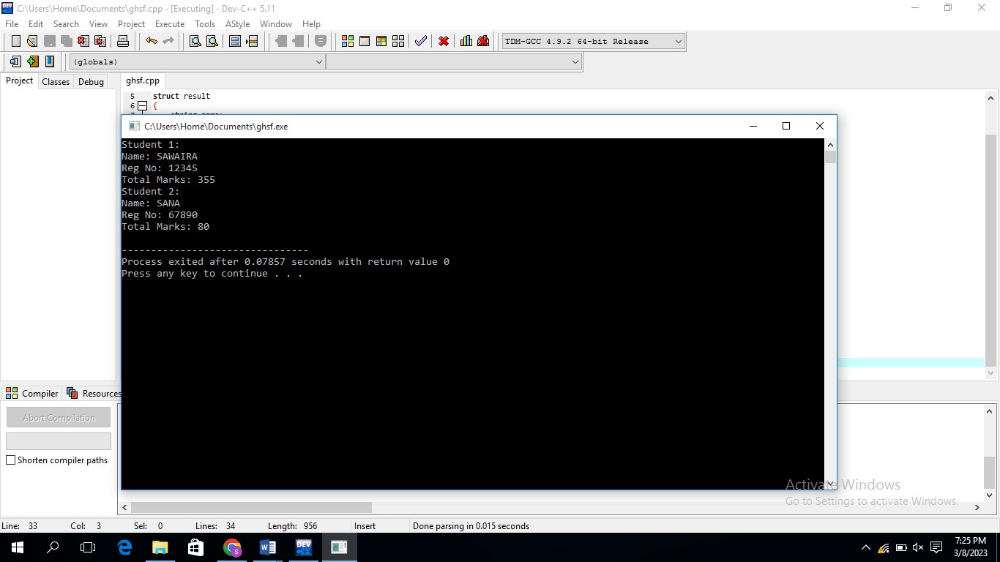 C:\Users\Home\Documents\ghsf.cpp - [Executing] - Dev-C++ 5.11
File Edit Search View Project Execute Tools AStyle Window Help
TDM-GCC 4.9.2 64-bit Release
(globals)
Project Classes Debug
ghsf.cpp
5 struct result
6 {
C:\Users\Home\Documents\ghsf.exe
Student 1:
Name: SAWAIRA
Reg No: 12345
Total Marks: 355
Student 2:
Name: SANA
Reg No: 67890
Total Marks: 80
--------------------------------
Process exited after 0.07857 seconds with return value 0
Press any key to continue . . .
Compiler Resources
Abort Compilation
Shorten compiler paths
Activate Windows
Go to Settings to activate Windows.
Line: 33 Col: 3 Sel: 0 Lines: 34 Length: 956 Insert Done parsing in 0.015 seconds
DEV
7:25 PM
3/8/2023